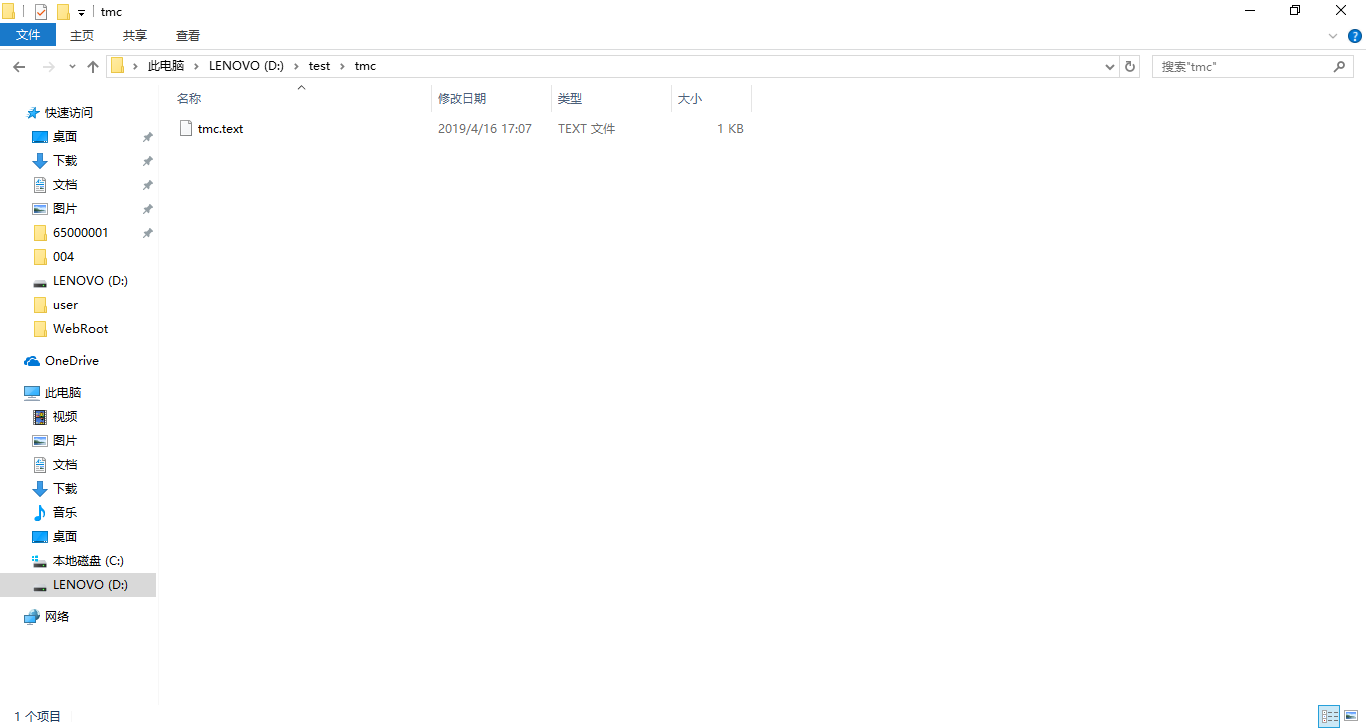 tmc
文件 主页 共享 查看
此电脑 LENOVO (D:) test tmc
搜索"tmc"
名称 修改日期 类型 大小
tmc.text 2019/4/16 17:07 TEXT 文件 1 KB
快速访问
桌面
下载
文档
图片
65000001
004
LENOVO (D:)
user
WebRoot
OneDrive
此电脑
视频
图片
文档
下载
音乐
桌面
本地磁盘 (C:)
LENOVO (D:)
网络
1 个项目